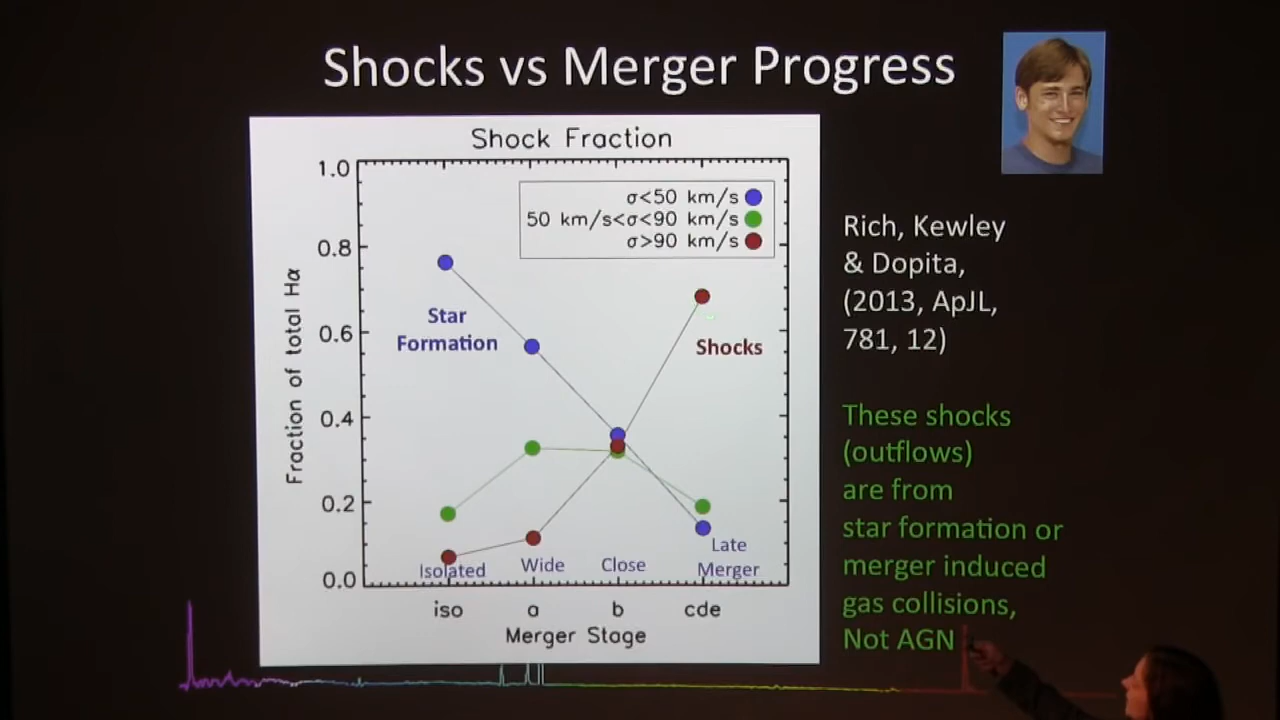 Shocks vs Merger Progress
Shock Fraction
1.0
0.8
0.6
0.4
0.2
0.0
Fraction of total Hα
σ<50 km/s
50 km/s<σ<90 km/s
σ>90 km/s
Star
Formation
Shocks
Isolated
Wide
Close
Late
Merger
iso
a
b
cde
Merger Stage
Rich, Kewley
& Dopita,
(2013, ApJL,
781, 12)
These shocks
(outflows)
are from
star formation or
merger induced
gas collisions,
Not AGN